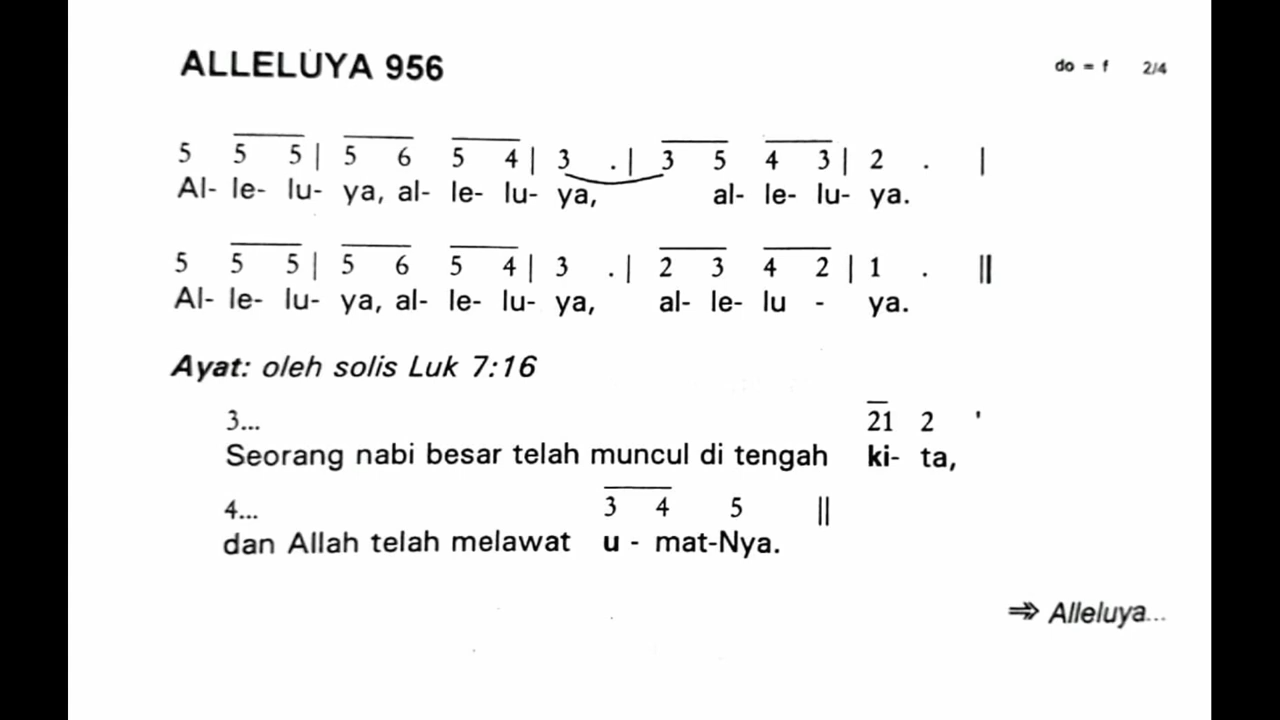 ALLELUYA 956 do = f 2/4
5 5 5 | 5 6 5 4 | 3 . | 3 5 4 3 | 2 . |
Al- le- lu- ya, al- le- lu- ya, al- le- lu- ya.
5 5 5 | 5 6 5 4 | 3 . | 2 3 4 2 | 1 . ||
Al- le- lu- ya, al- le- lu- ya, al- le- lu - ya.
Ayat: oleh solis Luk 7:16
3... 21 2 '
Seorang nabi besar telah muncul di tengah ki- ta,
4... 3 4 5 ||
dan Allah telah melawat u - mat-Nya.
⇒ Alleluya...